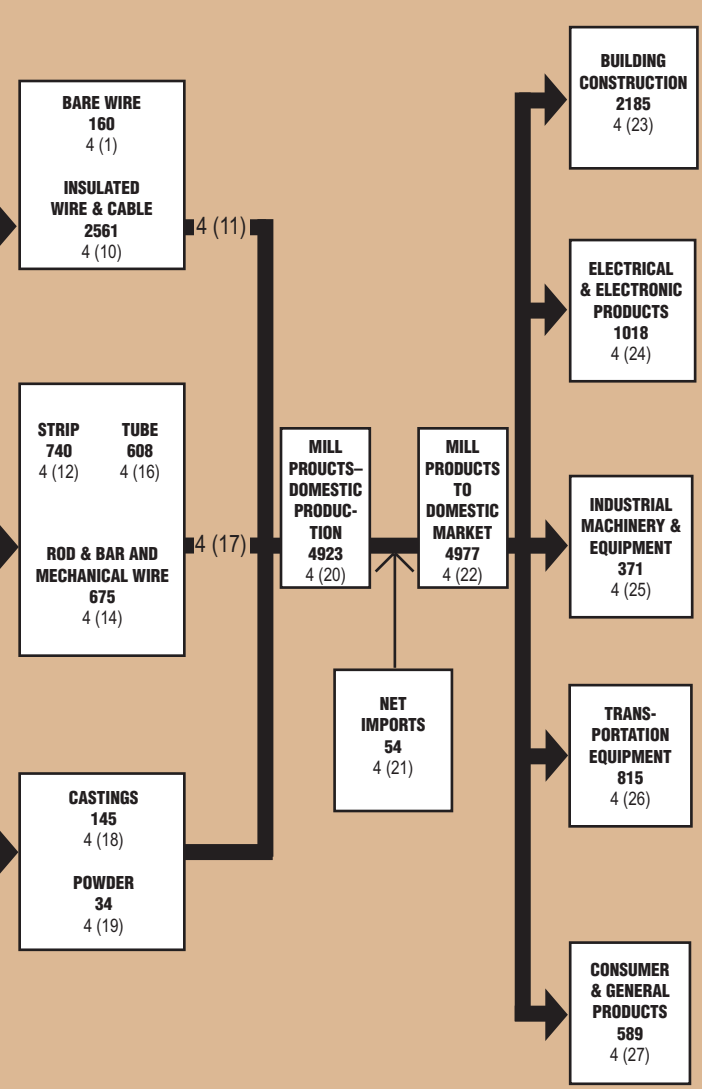 BARE WIRE
160
4 (1)
INSULATED
WIRE & CABLE
2561
4 (10)
4 (11)
STRIP
740
4 (12)
TUBE
608
4 (16)
ROD & BAR AND
MECHANICAL WIRE
675
4 (14)
4 (17)
CASTINGS
145
4 (18)
POWDER
34
4 (19)
MILL
PROUCTS–
DOMESTIC
PRODUC-
TION
4923
4 (20)
NET
IMPORTS
54
4 (21)
MILL
PRODUCTS
TO
DOMESTIC
MARKET
4977
4 (22)
BUILDING
CONSTRUCTION
2185
4 (23)
ELECTRICAL
& ELECTRONIC
PRODUCTS
1018
4 (24)
INDUSTRIAL
MACHINERY &
EQUIPMENT
371
4 (25)
TRANS-
PORTATION
EQUIPMENT
815
4 (26)
CONSUMER
& GENERAL
PRODUCTS
589
4 (27)